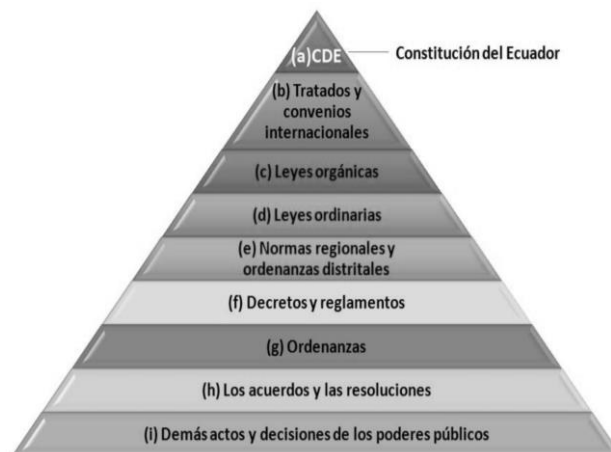 (a)CDE
Constitución del Ecuador
(b) Tratados y
convenios
internacionales
(c) Leyes orgánicas
(d) Leyes ordinarias
(e) Normas regionales y
ordenanzas distritales
(f) Decretos y reglamentos
(g) Ordenanzas
(h) Los acuerdos y las resoluciones
(i) Demás actos y decisiones de los poderes públicos